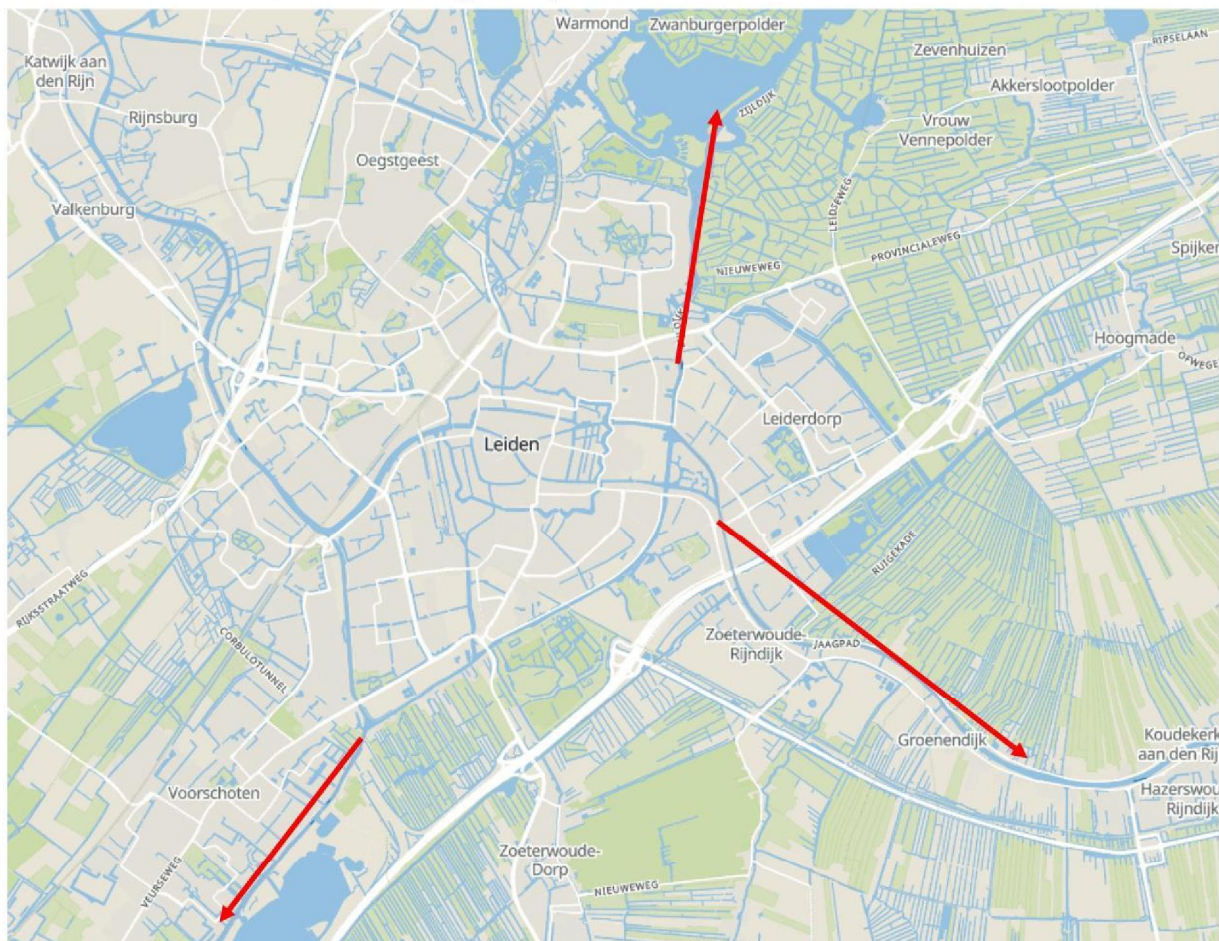 Warmond
Zwanburgerpolder
Zevenhuizen
RIPSELAAN
Katwijk aan
den Rijn
Akkerslootpolder
ZIJLDIJK
Rijnsburg
Vrouw
Vennepolder
Oegstgeest
LEIDSEWEG
Valkenburg
PROVINCIALEWEG
Spijker
NIEUWEWEG
Hoogmade
OFWEGE
Leiderdorp
Leiden
RUIGEKADE
RIJKSSTRAATWEG
CORBULOTUNNEL
Zoeterwoude-
Rijndijk
JAAGPAD
Groenendijk
Koudekerk
aan den Rij
Voorschoten
Hazerswou
Rijndijk
Zoeterwoude-
Dorp
VEURSEWEG
NIEUWEWEG